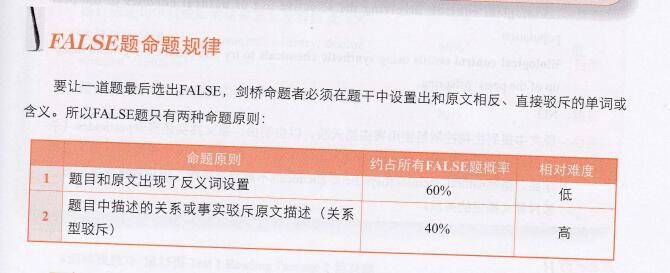 FALSE题命题规律
要让一道题最后选出FALSE，剑桥命题者必须在题干中设置出和原文相反、直接驳斥的单词或
含义。所以FALSE题只有两种命题原则：
命题原则 约占所有FALSE题概率 相对难度
1 题目和原文出现了反义词设置 60% 低
2 题目中描述的关系或事实驳斥原文描述（关系
型驳斥） 40% 高